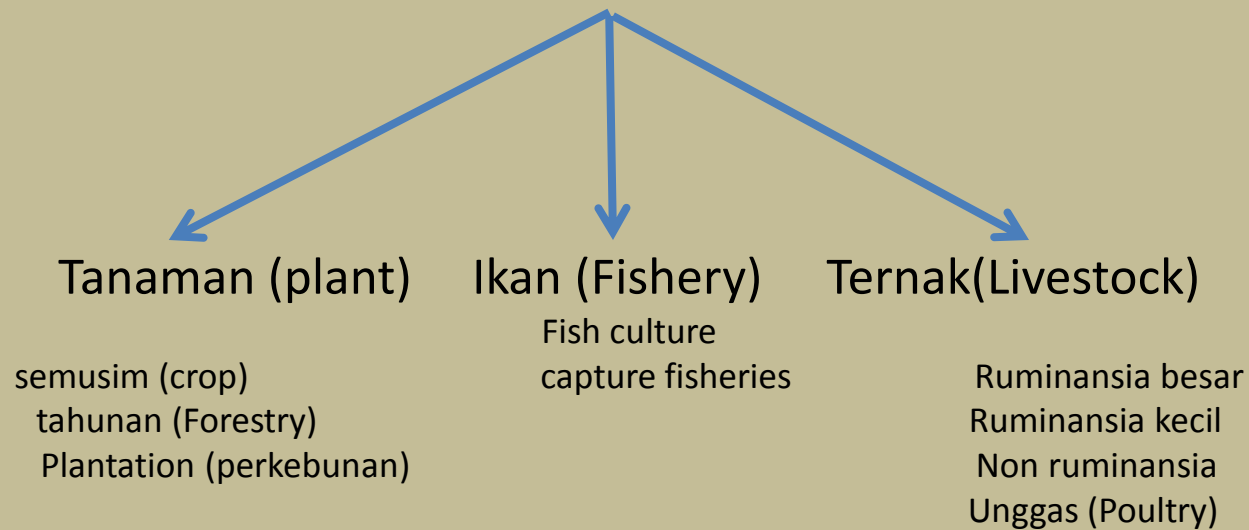 Tanaman (plant)
Ikan (Fishery)
Ternak(Livestock)
semusim (crop)
tahunan (Forestry)
Plantation (perkebunan)
Fish culture
capture fisheries
Ruminansia besar
Ruminansia kecil
Non ruminansia
Unggas (Poultry)